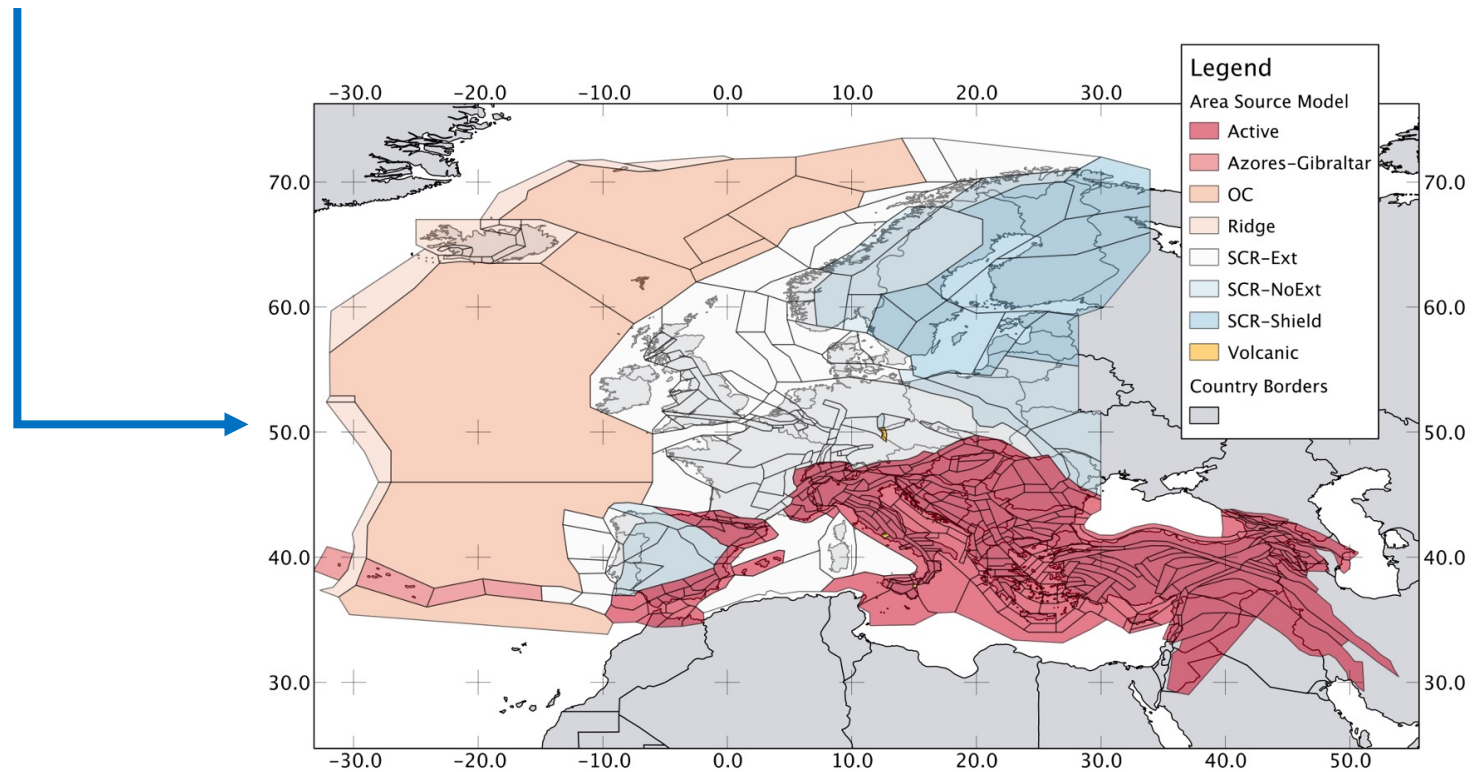 -30.0 -20.0 -10.0 0.0 10.0 20.0 30.0
Legend
Area Source Model
Active
Azores-Gibraltar
OC
Ridge
SCR-Ext
SCR-NoExt
SCR-Shield
Volcanic
Country Borders
70.0 70.0
60.0 60.0
50.0 50.0
40.0 40.0
30.0 30.0
-30.0 -20.0 -10.0 0.0 10.0 20.0 30.0 40.0 50.0